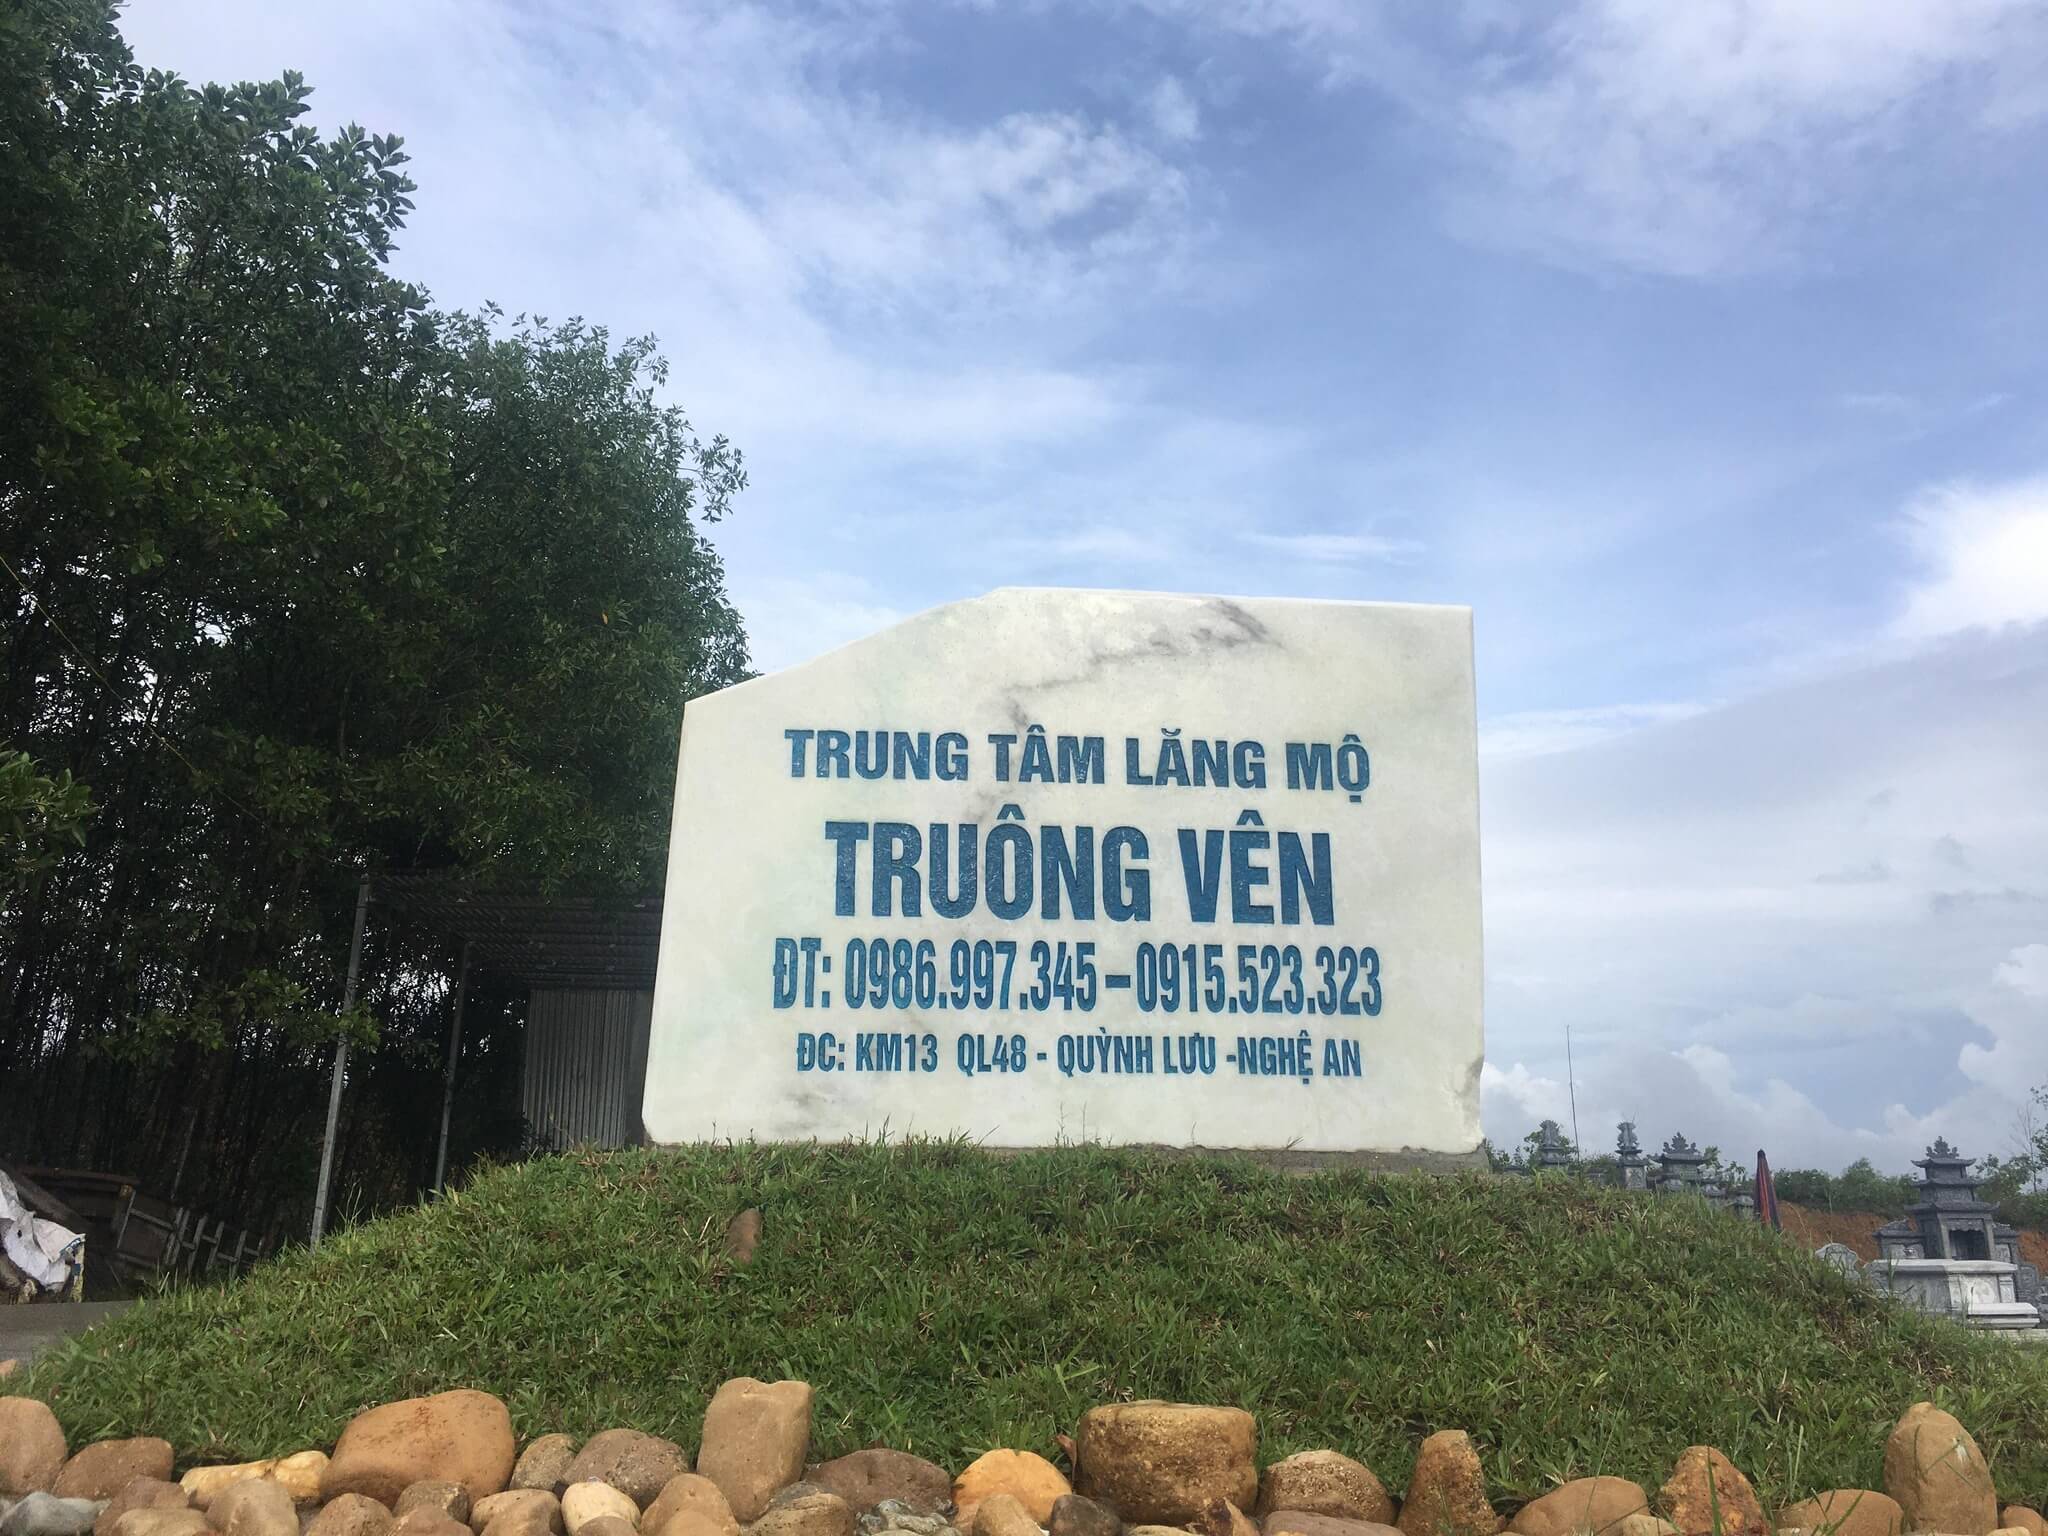 TRUNG TÂM LĂNG MỘ
TRUÔNG VÊN
ĐT: 0986.997.345-0915.523.323
ĐC: KM13 QL48 - QUỲNH LƯU -NGHỆ AN